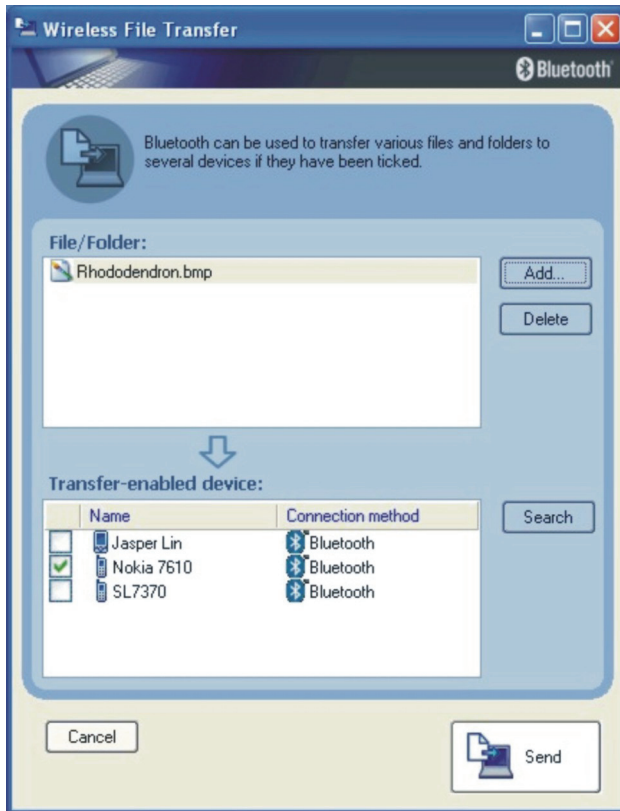 Wireless File Transfer
Bluetooth
Bluetooth can be used to transfer various files and folders to
several devices if they have been ticked.
File/Folder:
Rhododendron.bmp
Add...
Delete
Transfer-enabled device:
Name Connection method
Search
Jasper Lin Bluetooth
Nokia 7610 Bluetooth
SL7370 Bluetooth
Cancel
Send